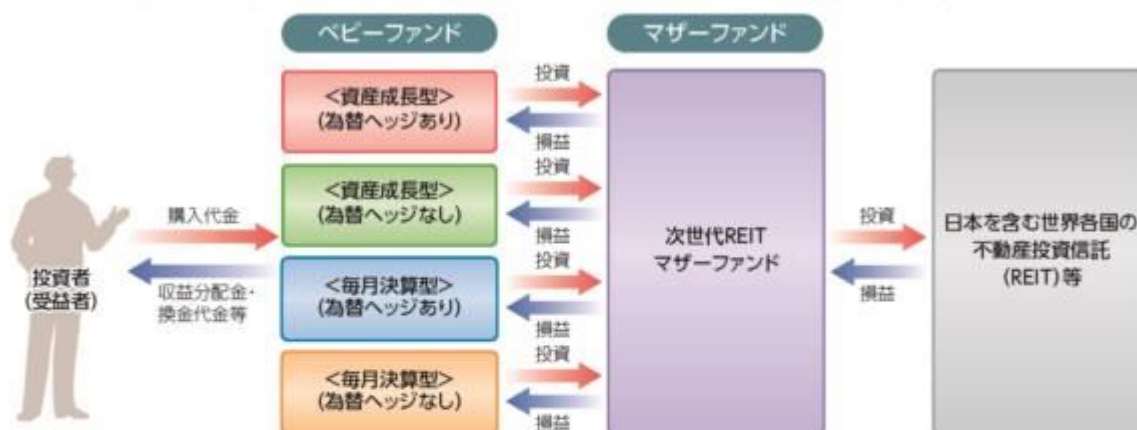 ベビーファンド
マザーファンド
<資産成長型>
(為替ヘッジあり)
投資
損益
<資産成長型>
(為替ヘッジなし)
投資
損益
<毎月決算型>
(為替ヘッジあり)
投資
損益
<毎月決算型>
(為替ヘッジなし)
投資
損益
投資者
(受益者)
購入代金
収益分配金・
換金代金等
次世代REIT
マザーファンド
投資
損益
日本を含む世界各国の
不動産投資信託
(REIT)等